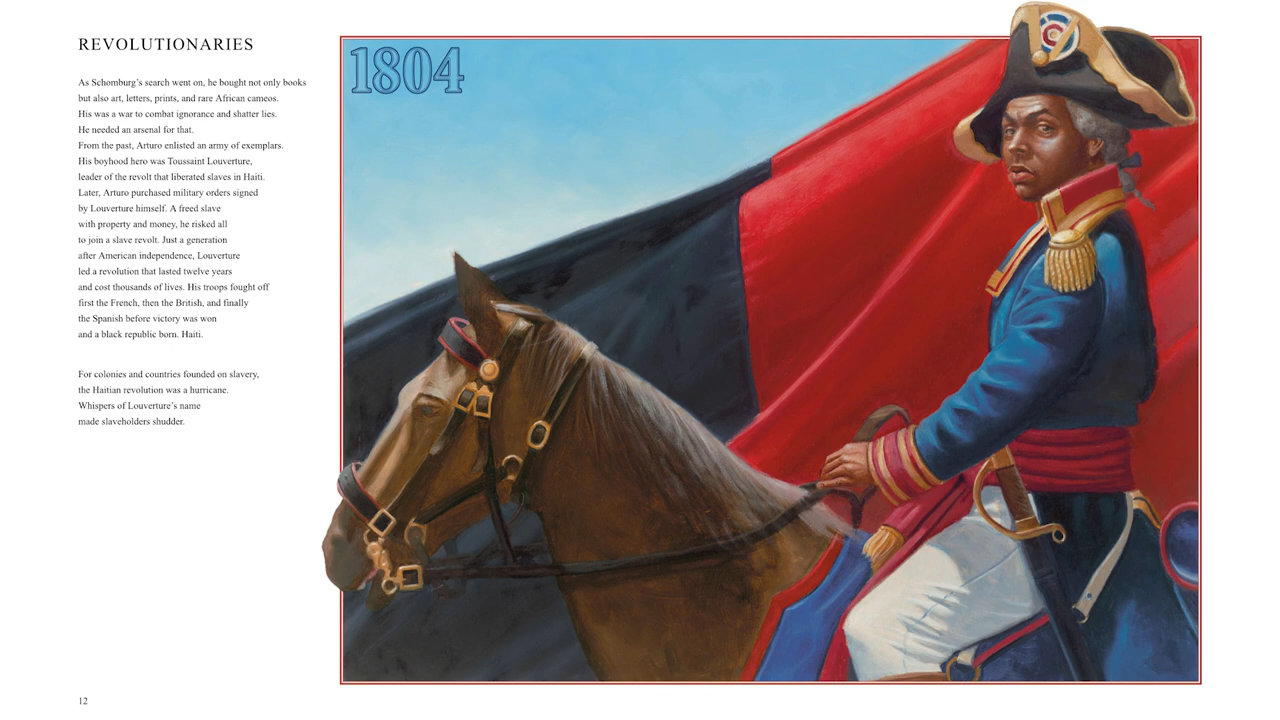 REVOLUTIONARIES
As Schomburg's search went on, he bought not only books
but also art, letters, prints, and rare African cameos.
His was a war to combat ignorance and shatter lies.
He needed an arsenal for that.
From the past, Arturo enlisted an army of exemplars.
His boyhood hero was Toussaint Louverture,
leader of the revolt that liberated slaves in Haiti.
Later, Arturo purchased military orders signed
by Louverture himself. A freed slave
with property and money, he risked all
to join a slave revolt. Just a generation
after American independence, Louverture
led a revolution that lasted twelve years
and cost thousands of lives. His troops fought off
first the French, then the British, and finally
the Spanish before victory was won
and a black republic born. Haiti.
For colonies and countries founded on slavery,
the Haitian revolution was a hurricane.
Whispers of Louverture's name
made slaveholders shudder.
12
1804